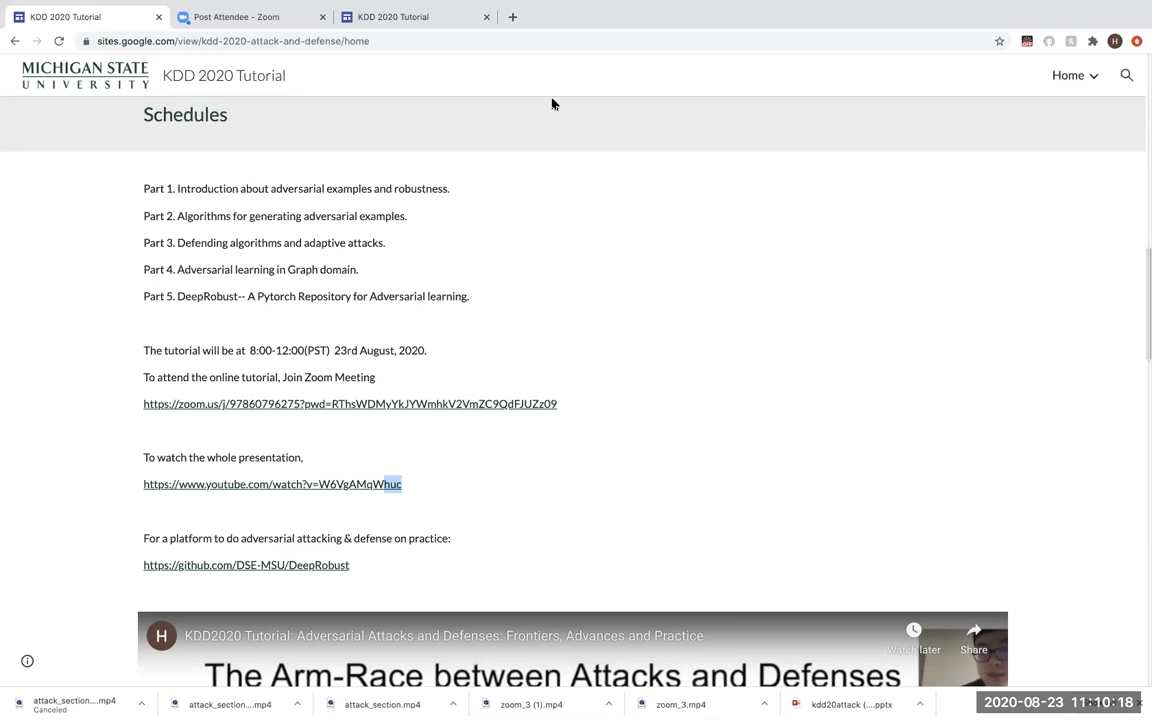 KDD 2020 Tutorial
Post Attendee - Zoom
KDD 2020 Tutorial
sites.google.com/view/kdd-2020-attack-and-defense/home
OFF
H
MICHIGAN STATE
UNIVERSITY
KDD 2020 Tutorial
Home
Schedules
Part 1. Introduction about adversarial examples and robustness.
Part 2. Algorithms for generating adversarial examples.
Part 3. Defending algorithms and adaptive attacks.
Part 4. Adversarial learning in Graph domain.
Part 5. DeepRobust-- A Pytorch Repository for Adversarial learning.
The tutorial will be at 8:00-12:00(PST) 23rd August, 2020.
To attend the online tutorial, Join Zoom Meeting
https://zoom.us/j/97860796275?pwd=RThsWDMyYkJYWmhkV2VmZC9QdFJUZz09
To watch the whole presentation,
https://www.youtube.com/watch?v=W6VgAMqWhuc
For a platform to do adversarial attacking & defense on practice:
https://github.com/DSE-MSU/DeepRobust
H
KDD2020 Tutorial: Adversarial Attacks and Defenses: Frontiers, Advances and Practice
Watch later
Share
The Arm-Race between Attacks and Defenses
attack_section....mp4
Canceled
attack_section....mp4
attack_section.mp4
zoom_3 (1).mp4
zoom_3.mp4
kdd20attack (....pptx
2020-08-23 11:10:18